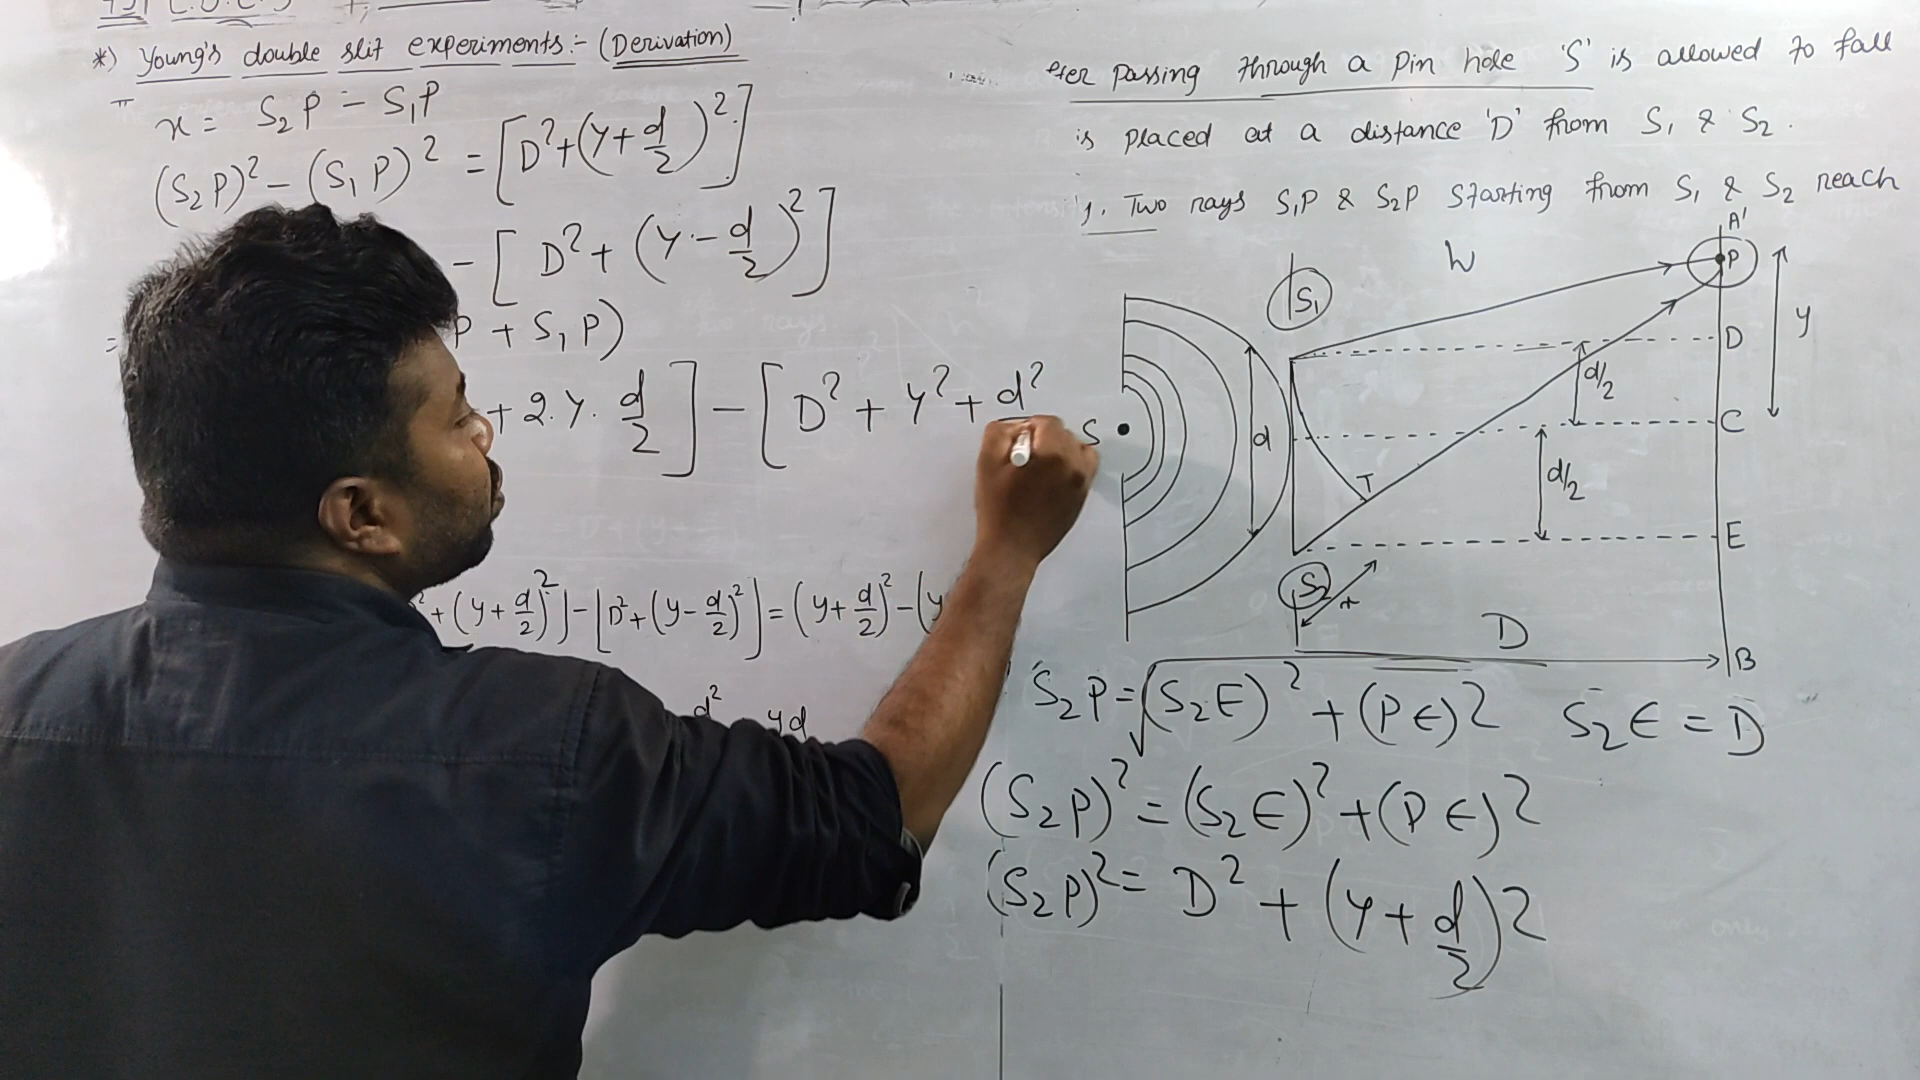 *) Young's double slit experiments:- (Derivation)
x = S₂P - S₁P
(S₂P)² - (S₁P)² = [D² + (y + d/2)²]
- [D² + (y - d/2)²]
=
P + S₁P)
+ 2.y. d/2] - [D² + y² + d²
+ (y + d/2)²] - [D² + (y - d/2)²] = (y + d/2)² - (y
d² yd
ter passing through a pin hole 'S' is allowed to fall
is placed at a distance 'D' from S₁ & S₂.
Two rays S₁P & S₂P starting from S₁ & S₂ reach
A'
P
S₁
y
D
d/2
S
d
C
T
d/2
E
S₂
x
D
B
S₂P = √(S₂E)² + (PE)² S₂E = D
(S₂P)² = (S₂E)² + (PE)²
(S₂P)² = D² + (y + d/2)²